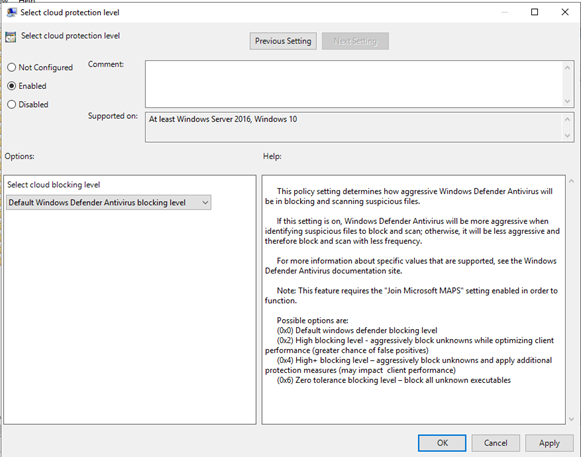 Select cloud protection level
Select cloud protection level
Previous Setting
Next Setting
Not Configured
Comment:
Enabled
Disabled
Supported on:
At least Windows Server 2016, Windows 10
Options:
Help:
Select cloud blocking level
Default Windows Defender Antivirus blocking level
This policy setting determines how aggressive Windows Defender Antivirus will
be in blocking and scanning suspicious files.
If this setting is on, Windows Defender Antivirus will be more aggressive when
identifying suspicious files to block and scan; otherwise, it will be less aggressive and
therefore block and scan with less frequency.
For more information about specific values that are supported, see the Windows
Defender Antivirus documentation site.
Note: This feature requires the "Join Microsoft MAPS" setting enabled in order to
function.
Possible options are:
(0x0) Default windows defender blocking level
(0x2) High blocking level - aggressively block unknowns while optimizing client
performance (greater chance of false positives)
(0x4) High+ blocking level – aggressively block unknowns and apply additional
protection measures (may impact  client performance)
(0x6) Zero tolerance blocking level – block all unknown executables
OK
Cancel
Apply